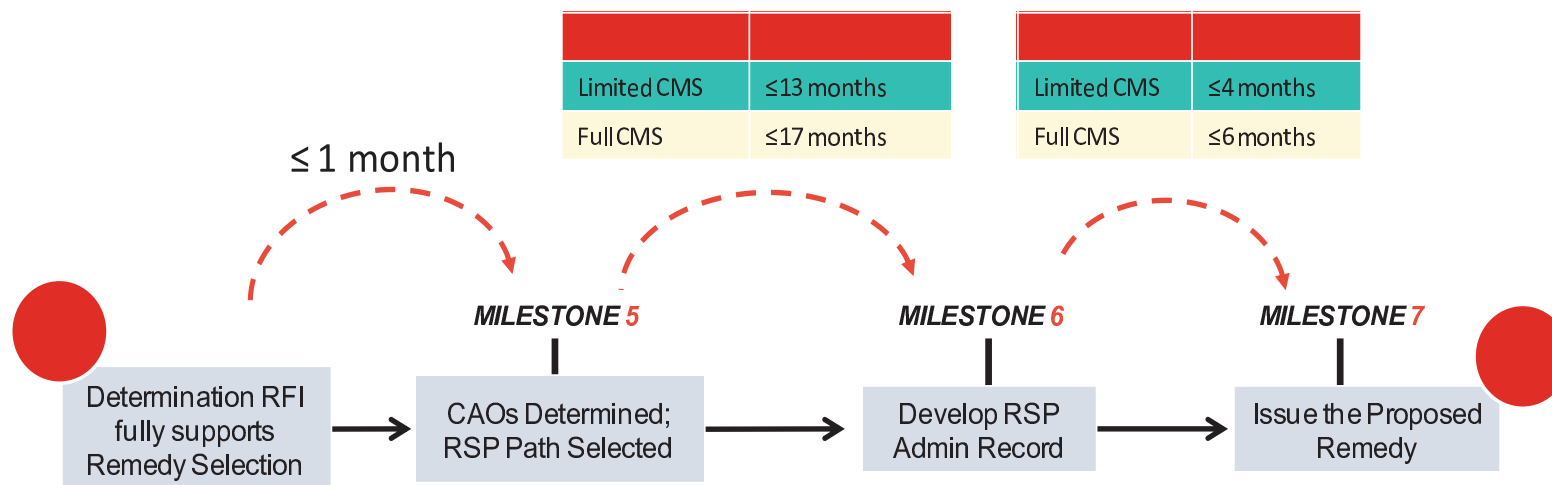 Limited CMS ≤13 months
Full CMS ≤17 months
Limited CMS ≤4 months
Full CMS ≤6 months
≤ 1 month
MILESTONE 5
MILESTONE 6
MILESTONE 7
Determination RFI
fully supports
Remedy Selection
CAOs Determined;
RSP Path Selected
Develop RSP
Admin Record
Issue the Proposed
Remedy